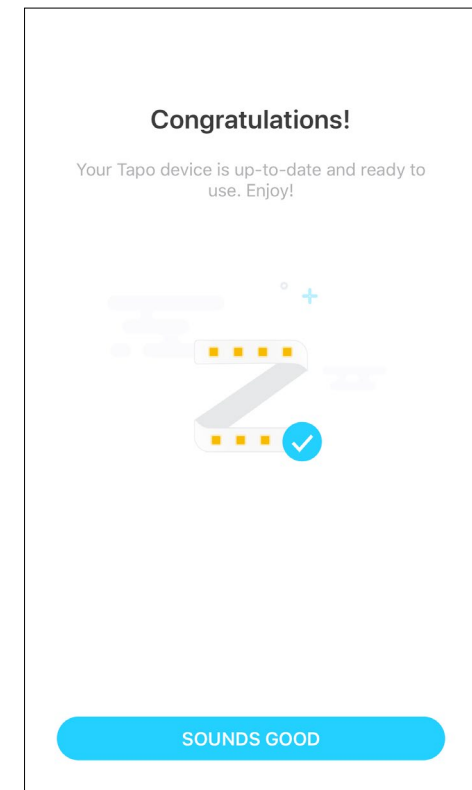 Congratulations!
Your Tapo device is up-to-date and ready to
use. Enjoy!
SOUNDS GOOD